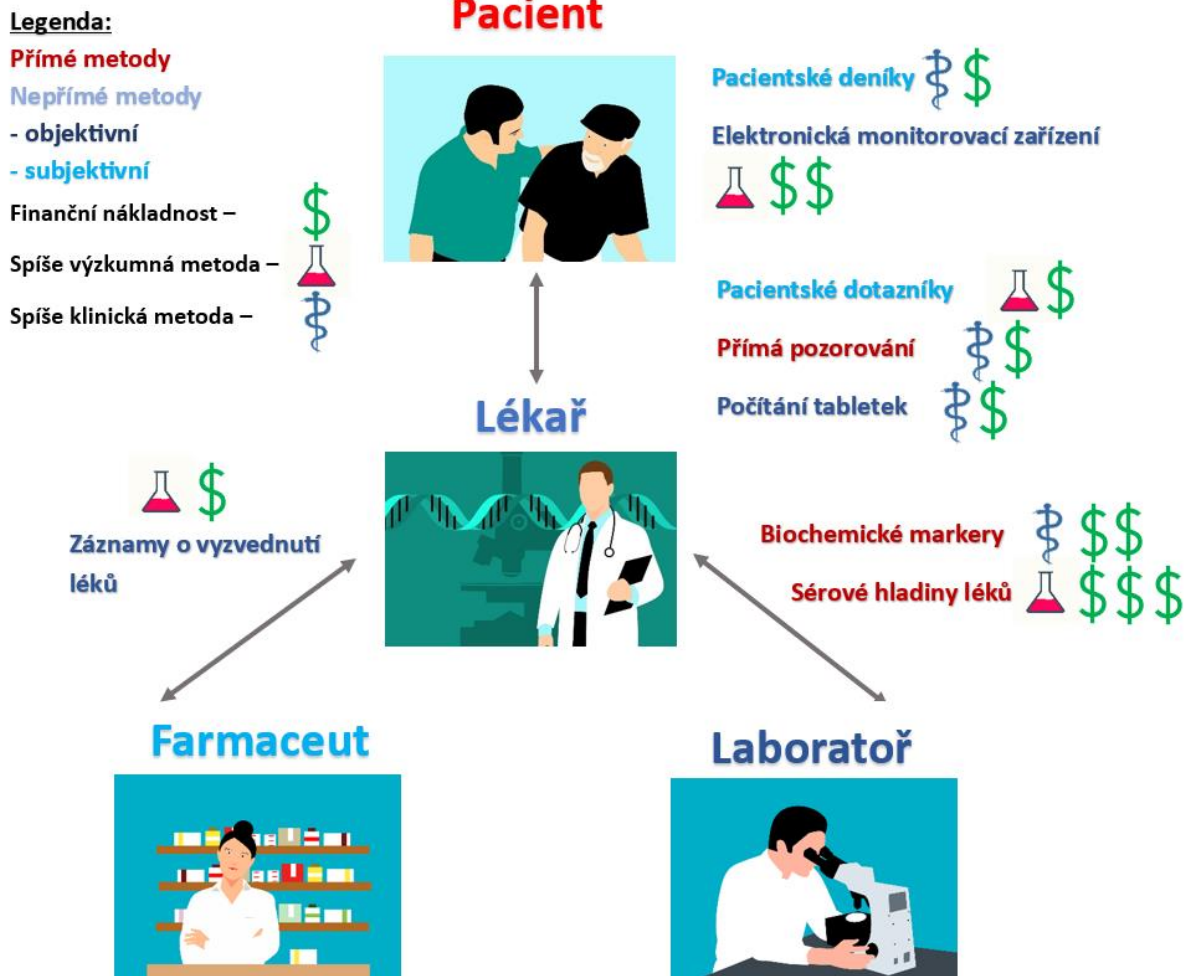 Legenda:
Přímé metody
Nepřímé metody
- objektivní
- subjektivní
Finanční nákladnost – $
Spíše výzkumná metoda –
Spíše klinická metoda –
Pacient
Pacientské deníky $
Elektronická monitorovací zařízení
$$
Pacientské dotazníky $
Přímá pozorování $
Počítání tabletek $
Lékař
$
Záznamy o vyzvednutí
léků
Biochemické markery $$
Sérové hladiny léků $$$
Farmaceut
Laboratoř